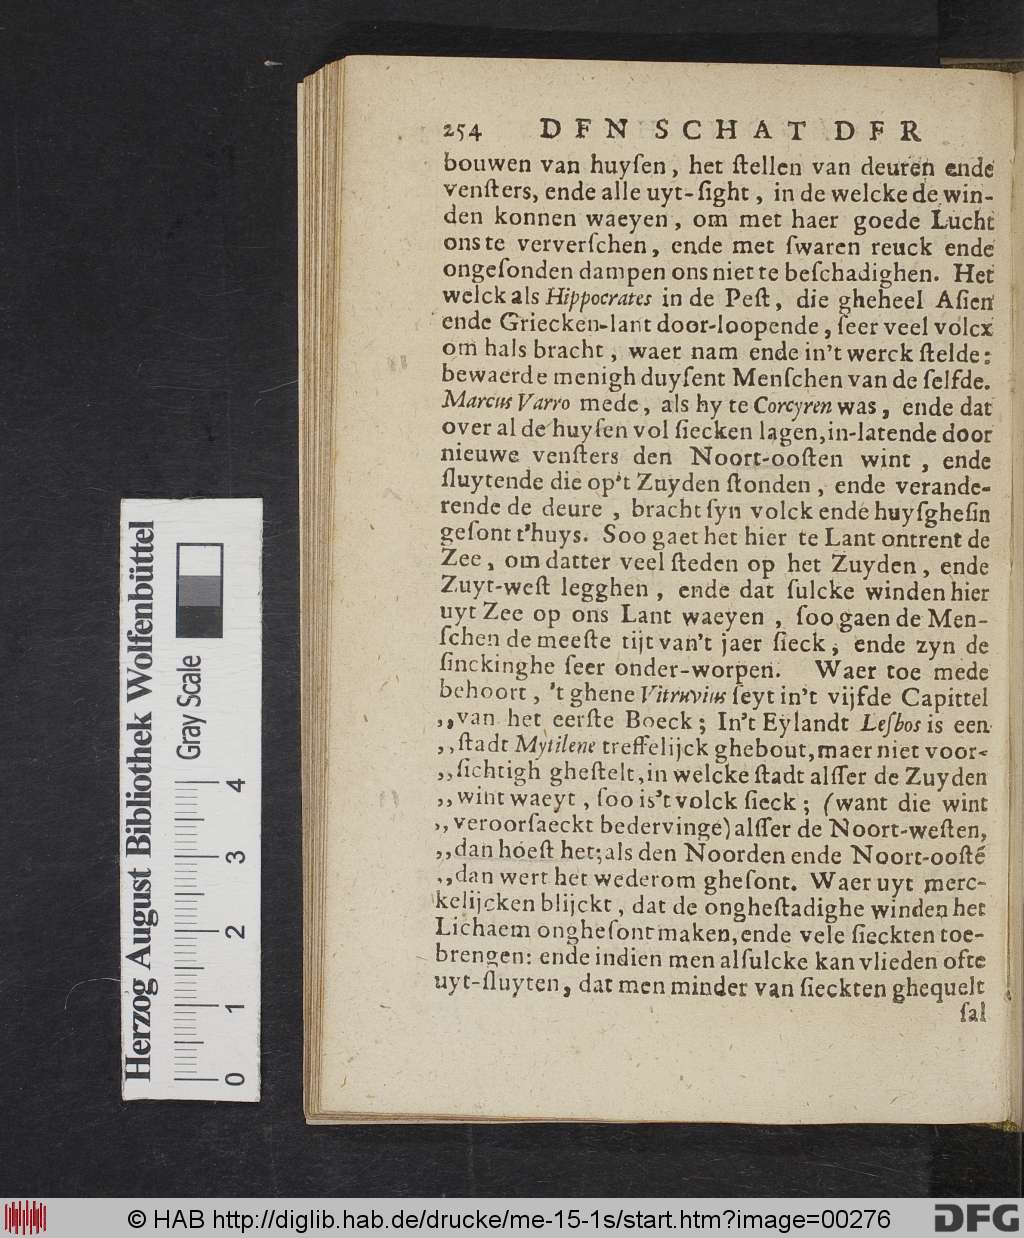 254 DEN SCHAT DER
bouwen van huyſen, het ſtellen van deuren ende
venſters, ende alle uyt-ſight, in de welcke de win-
den konnen waeyen, om met haer goede Lucht
ons te ververſchen, ende met ſwaren reuck ende
ongeſonden dampen ons niet te beſchadighen. Het
welck als Hippocrates in de Peſt, die gheheel Aſien
ende Griecken-lant door-loopende, ſeer veel volcx
om hals bracht, waer nam ende in't werck ſtelde:
bewaerde menigh duyſent Menſchen van de ſelfde.
Marcus Varro mede, als hy te Corcyren was, ende dat
over al de huyſen vol ſiecken lagen, in-latende door
nieuwe venſters den Noort-ooſten wint, ende
ſluytende die op't Zuyden ſtonden, ende verande-
rende de deure, bracht ſyn volck ende huyſgheſin
geſont t'huys. Soo gaet het hier te Lant ontrent de
Zee, om datter veel ſteden op het Zuyden, ende
Zuyt-weſt legghen, ende dat ſulcke winden hier
uyt Zee op ons Lant waeyen, ſoo gaen de Men-
ſchen de meeſte tijt van't jaer ſieck, ende zyn de
ſinckinghe ſeer onder-worpen. Waer toe mede
behoort, 't ghene Vitruvius ſeyt in't vijfde Capittel
,,van het eerſte Boeck; In't Eylandt Leſbos is een
,,ſtadt Mytilene treffelijck ghebout, maer niet voor-
,,ſichtigh gheſtelt, in welcke ſtadt alſſer de Zuyden
,,wint waeyt, ſoo is't volck ſieck; (want die wint
,,veroorſaeckt bedervinge) alſſer de Noort-weſten,
,,dan hoeſt het; als den Noorden ende Noort-ooſtē
,,dan wert het wederom gheſont. Waer uyt merc-
kelijcken blijckt, dat de ongheſtadighe winden het
Lichaem ongheſont maken, ende vele ſieckten toe-
brengen: ende indien men alſulcke kan vlieden ofte
uyt-ſluyten, dat men minder van ſieckten ghequelt
ſal
Herzog August Bibliothek Wolfenbüttel
Gray Scale
0 1 2 3 4
© HAB http://diglib.hab.de/drucke/me-15-1s/start.htm?image=00276
DFG